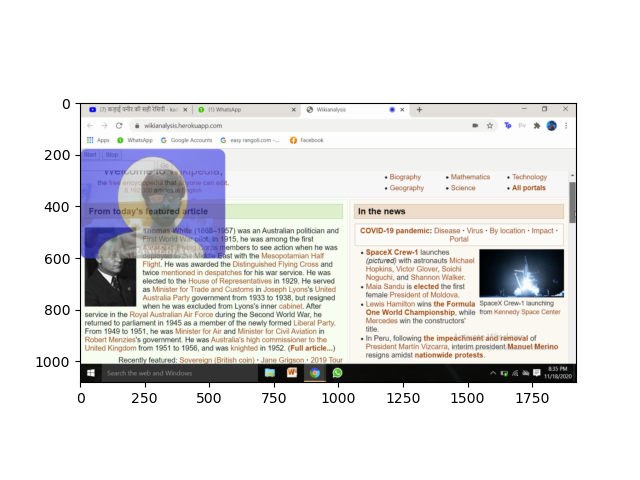 0
200
400
600
800
1000
0 250 500 750 1000 1250 1500 1750
(1) WhatsApp
Wikianalysis
wikianalysis.herokuapp.com
Apps
WhatsApp
Google Accounts
easy rangoli.com -...
Facebook
Start Stop
Welcome to Wikipedia,
the free encyclopedia that anyone can edit.
• Biography
• Geography
• Mathematics
• Science
• Technology
• All portals
From today's featured article
Thomas White (1888–1957) was an Australian politician and
First World War pilot. In 1915, he was among the first
members to see action when he was
deployed to the Middle East with the Mesopotamian Half
Flight. He was awarded the Distinguished Flying Cross and
twice mentioned in despatches for his war service. He was
elected to the House of Representatives in 1929. He served
as Minister for Trade and Customs in Joseph Lyons's United
Australia Party government from 1933 to 1938, but resigned
when he was excluded from Lyons's inner cabinet. After
service in the Royal Australian Air Force during the Second World War, he
returned to parliament in 1945 as a member of the newly formed Liberal Party.
From 1949 to 1951, he was Minister for Air and Minister for Civil Aviation in
Robert Menzies's government. He was Australia's high commissioner to the
United Kingdom from 1951 to 1956, and was knighted in 1952. (Full article...)
Recently featured: Sovereign (British coin) · Jane Grigson · 2019 Tour
In the news
COVID-19 pandemic: Disease · Virus · By location · Impact ·
Portal
• SpaceX Crew-1 launches
(pictured) with astronauts Michael
Hopkins, Victor Glover, Soichi
Noguchi, and Shannon Walker.
• Maia Sandu is elected the first
female President of Moldova.
• Lewis Hamilton wins the Formula
One World Championship, while
Mercedes win the constructors'
title.
• In Peru, following the impeachment and removal of
President Martín Vizcarra, interim president Manuel Merino
resigns amidst nationwide protests.
SpaceX Crew-1 launching
from Kennedy Space Center
Search the web and Windows
8:35 PM
11/18/2020